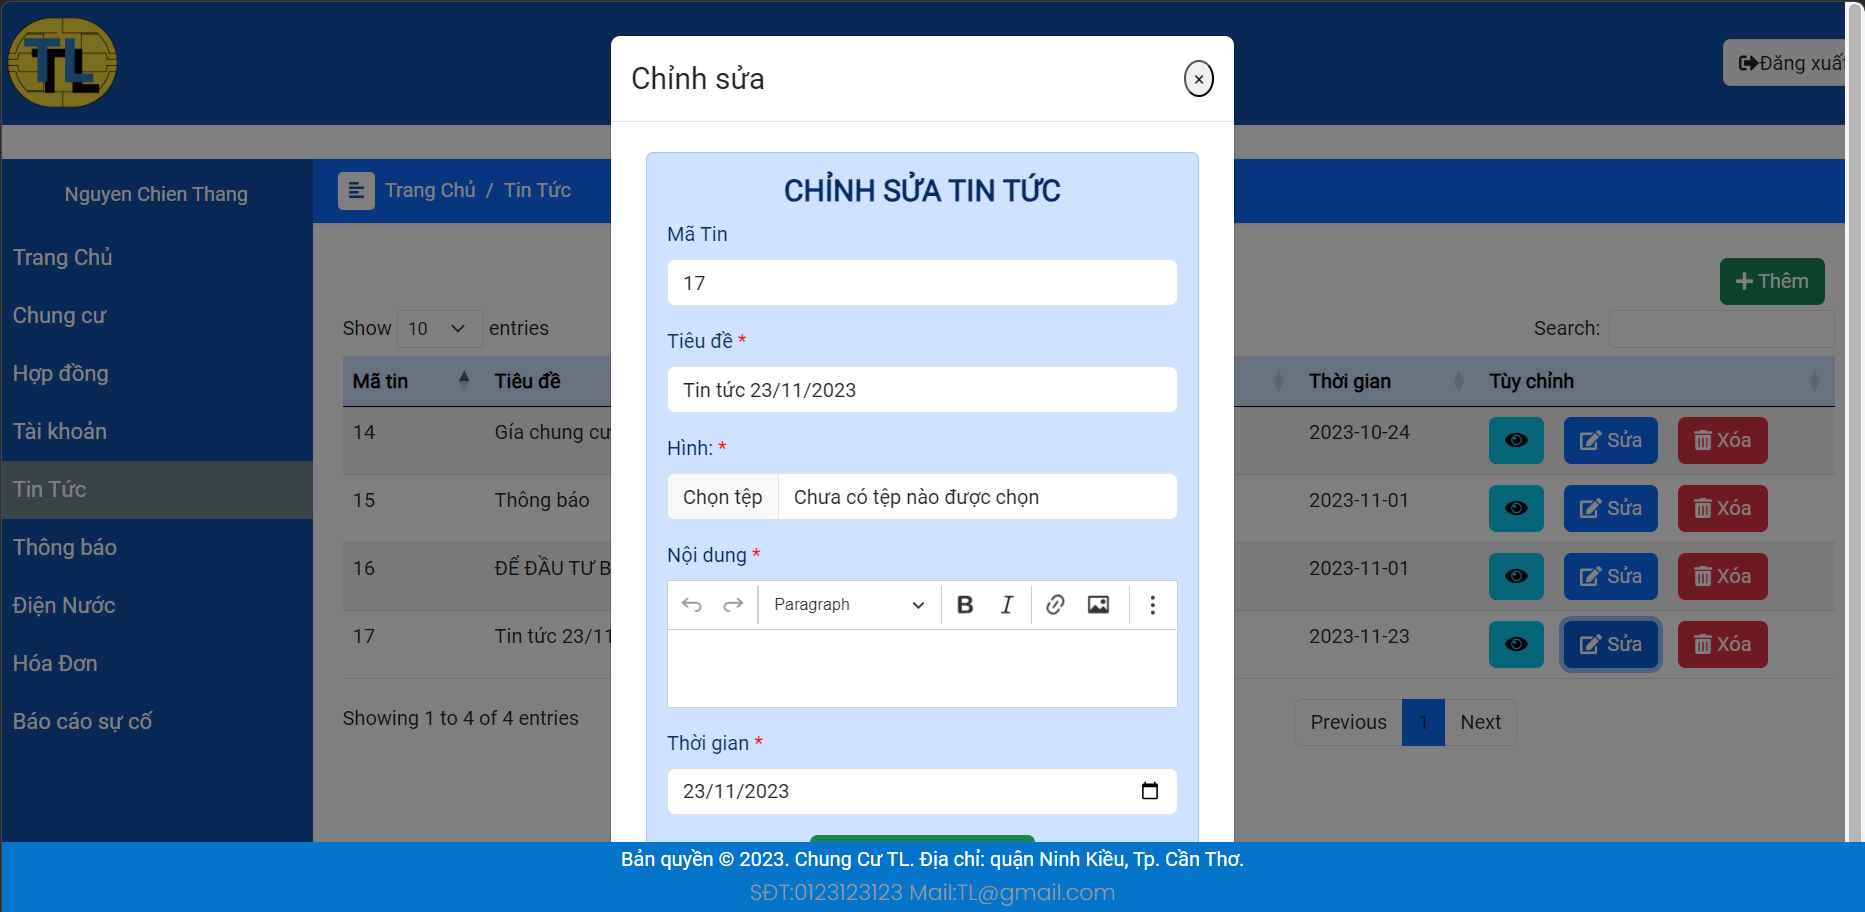 TL
Đăng xuất
Nguyen Chien Thang
Trang Chủ
Chung cư
Hợp đồng
Tài khoản
Tin Tức
Thông báo
Điện Nước
Hóa Đơn
Báo cáo sự cố
Trang Chủ / Tin Tức
Thêm
Show 10 entries
Search:
Mã tin Tiêu đề Thời gian Tùy chỉnh
14 Gía chung cư 2023-10-24 Sửa Xóa
15 Thông báo 2023-11-01 Sửa Xóa
16 ĐỂ ĐẦU TƯ B 2023-11-01 Sửa Xóa
17 Tin tức 23/11 2023-11-23 Sửa Xóa
Showing 1 to 4 of 4 entries
Previous 1 Next
Chỉnh sửa
×
CHỈNH SỬA TIN TỨC
Mã Tin
17
Tiêu đề *
Tin tức 23/11/2023
Hình: *
Chọn tệp Chưa có tệp nào được chọn
Nội dung *
Paragraph B I
Thời gian *
23/11/2023
Bản quyền © 2023. Chung Cư TL. Địa chỉ: quận Ninh Kiều, Tp. Cần Thơ.
SĐT:0123123123 Mail:TL@gmail.com